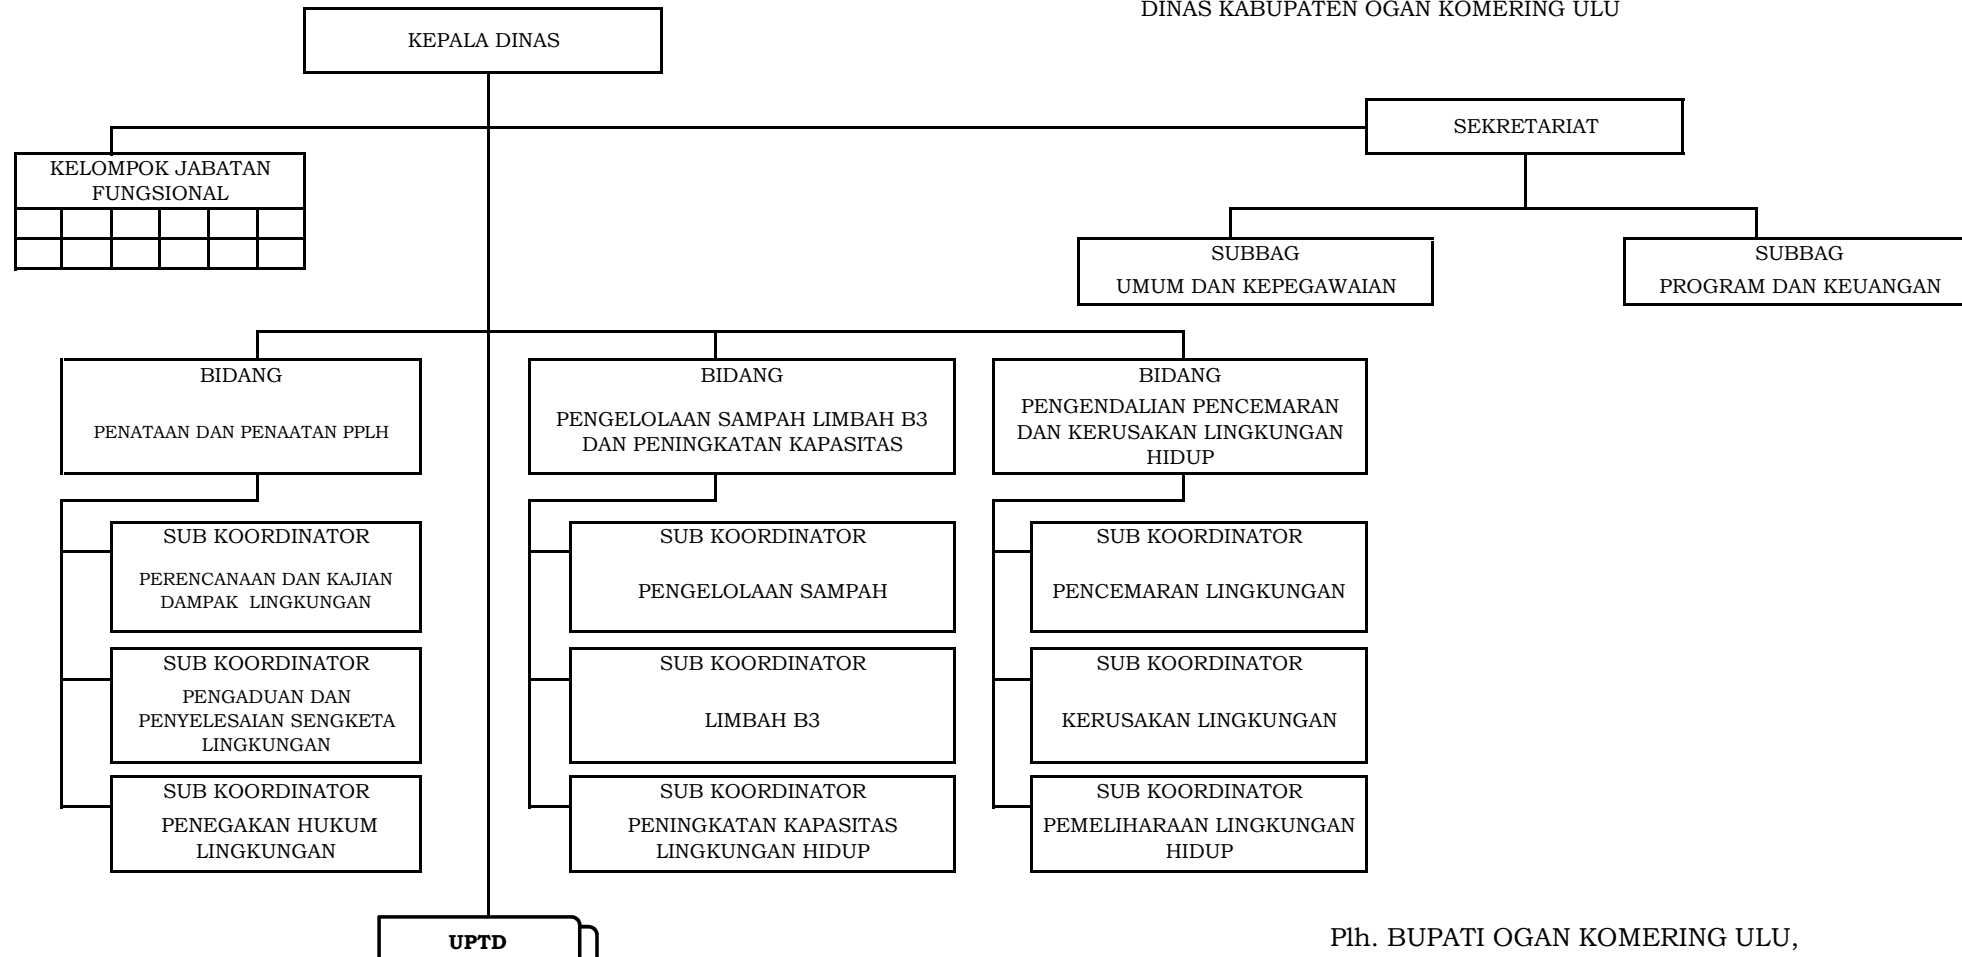 DINAS KABUPATEN OGAN KOMERING ULU
KEPALA DINAS
SEKRETARIAT
KELOMPOK JABATAN
FUNGSIONAL
SUBBAG
UMUM DAN KEPEGAWAIAN
SUBBAG
PROGRAM DAN KEUANGAN
BIDANG
PENATAAN DAN PENAATAN PPLH
BIDANG
PENGELOLAAN SAMPAH LIMBAH B3
DAN PENINGKATAN KAPASITAS
BIDANG
PENGENDALIAN PENCEMARAN
DAN KERUSAKAN LINGKUNGAN
HIDUP
SUB KOORDINATOR
PERENCANAAN DAN KAJIAN
DAMPAK LINGKUNGAN
SUB KOORDINATOR
PENGELOLAAN SAMPAH
SUB KOORDINATOR
PENCEMARAN LINGKUNGAN
SUB KOORDINATOR
PENGADUAN DAN
PENYELESAIAN SENGKETA
LINGKUNGAN
SUB KOORDINATOR
LIMBAH B3
SUB KOORDINATOR
KERUSAKAN LINGKUNGAN
SUB KOORDINATOR
PENEGAKAN HUKUM
LINGKUNGAN
SUB KOORDINATOR
PENINGKATAN KAPASITAS
LINGKUNGAN HIDUP
SUB KOORDINATOR
PEMELIHARAAN LINGKUNGAN
HIDUP
UPTD
Plh. BUPATI OGAN KOMERING ULU,